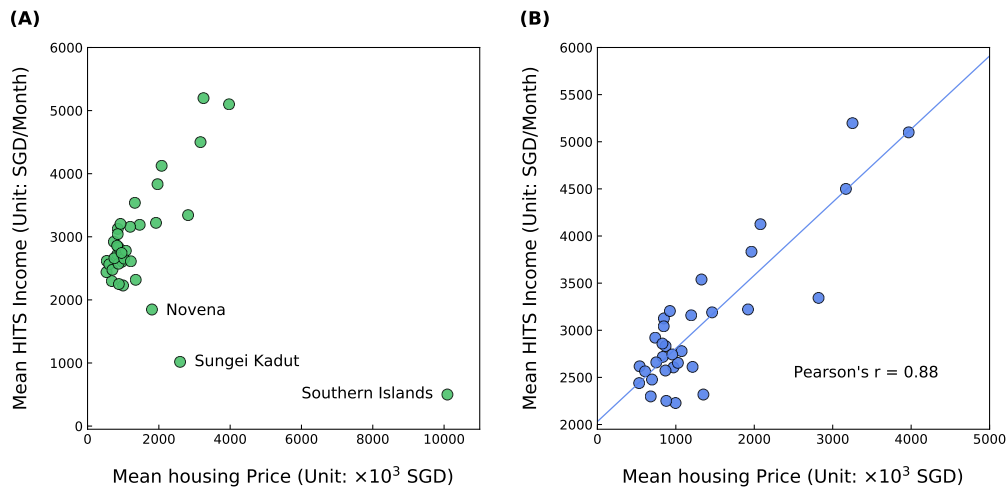 (A)
(B)
6000
5000
4000
3000
2000
1000
0
Mean HITS Income (Unit: SGD/Month)
Novena
Sungei Kadut
Southern Islands
0 2000 4000 6000 8000 10000
Mean housing Price (Unit: ×10³ SGD)
6000
5500
5000
4500
4000
3500
3000
2500
2000
Mean HITS Income (Unit: SGD/Month)
Pearson's r = 0.88
0 1000 2000 3000 4000 5000
Mean housing Price (Unit: ×10³ SGD)